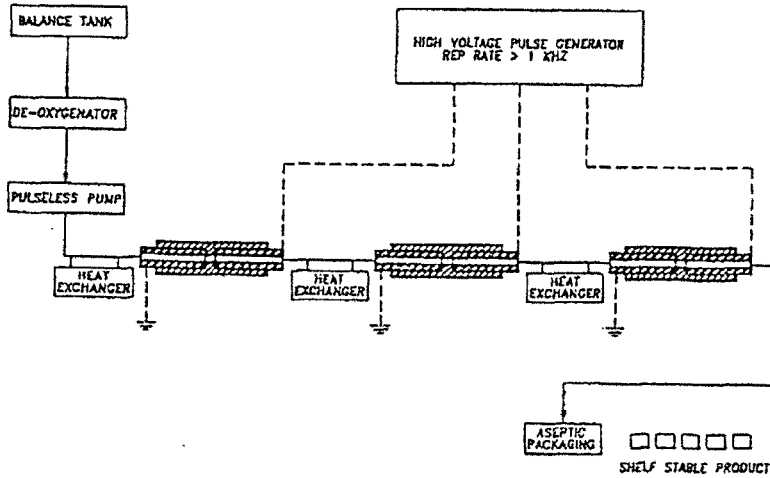 BALANCE TANK
HIGH VOLTAGE PULSE GENERATOR
REP RATE > 1 KHZ
DE-OXYGENATOR
PULSELESS PUMP
HEAT
EXCHANGER
HEAT
EXCHANGER
HEAT
EXCHANGER
ASEPTIC
PACKAGING
SHELF STABLE PRODUCT